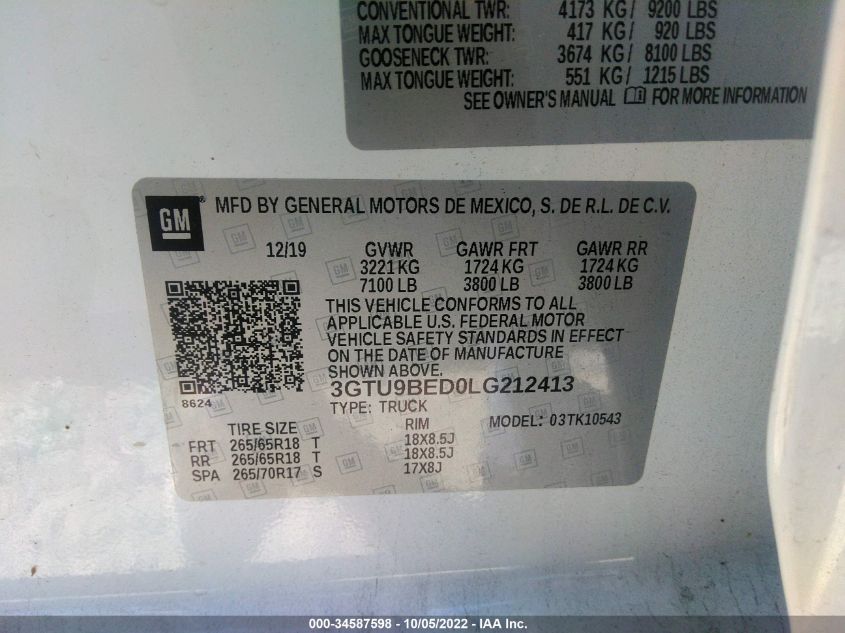 CONVENTIONAL TWR: 4173 KG/ 9200 LBS
MAX TONGUE WEIGHT: 417 KG/ 920 LBS
GOOSENECK TWR: 3674 KG/ 8100 LBS
MAX TONGUE WEIGHT: 551 KG/ 1215 LBS
SEE OWNER'S MANUAL FOR MORE INFORMATION
GM ® MFD BY GENERAL MOTORS DE MEXICO, S. DE R.L. DE C.V.
12/19 GVWR GAWR FRT GAWR RR
3221 KG 1724 KG 1724 KG
7100 LB 3800 LB 3800 LB
THIS VEHICLE CONFORMS TO ALL
APPLICABLE U.S. FEDERAL MOTOR
VEHICLE SAFETY STANDARDS IN EFFECT
ON THE DATE OF MANUFACTURE
SHOWN ABOVE.
8624
3GTU9BED0LG212413
TYPE: TRUCK MODEL: 03TK10543
TIRE SIZE RIM
FRT 265/65R18 T 18X8.5J
RR 265/65R18 T 18X8.5J
SPA 265/70R17 S 17X8J
000-34587598 - 10/05/2022 - IAA Inc.